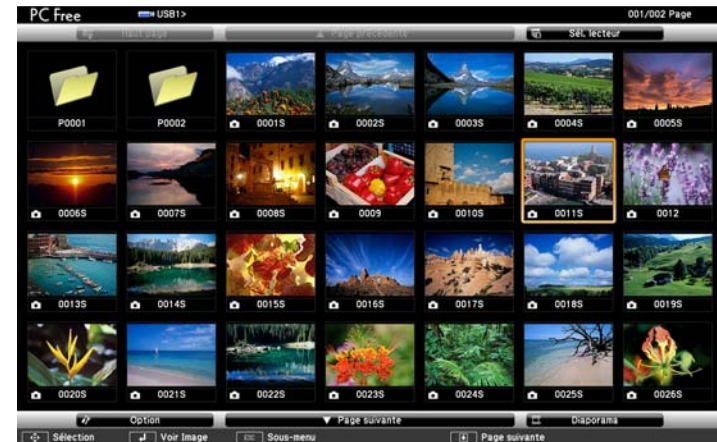 PC Free USB1> 001/002 Page
Haut page ▲ Page précédente Sél. lecteur
P0001 P0002 0001S 0002S 0003S 0004S 0005S
0006S 0007S 0008S 0009 0010S 0011S 0012
0013S 0014S 0015S 0016S 0017S 0018S 0019S
0020S 0021S 0022S 0023S 0024S 0025S 0026S
Option ▼ Page suivante Diaporama
Sélection Voir Image Esc Sous-menu Page suivante